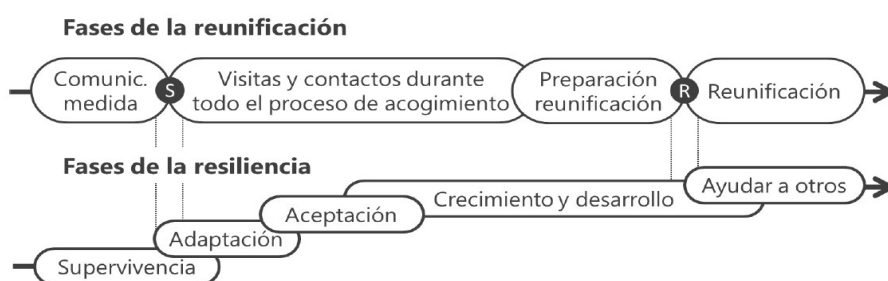 Fases de la reunificación
Comunic.
medida
S
Visitas y contactos durante
todo el proceso de acogimiento
Preparación
reunificación
R
Reunificación
Fases de la resiliencia
Supervivencia
Adaptación
Aceptación
Crecimiento y desarrollo
Ayudar a otros